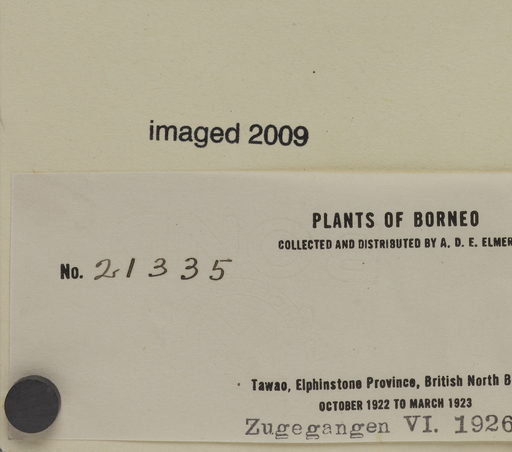 imaged 2009
PLANTS OF BORNEO
COLLECTED AND DISTRIBUTED BY A. D. E. ELMER
No. 21335
Tawao, Elphinstone Province, British North B
OCTOBER 1922 TO MARCH 1923
Zugegangen VI. 1926